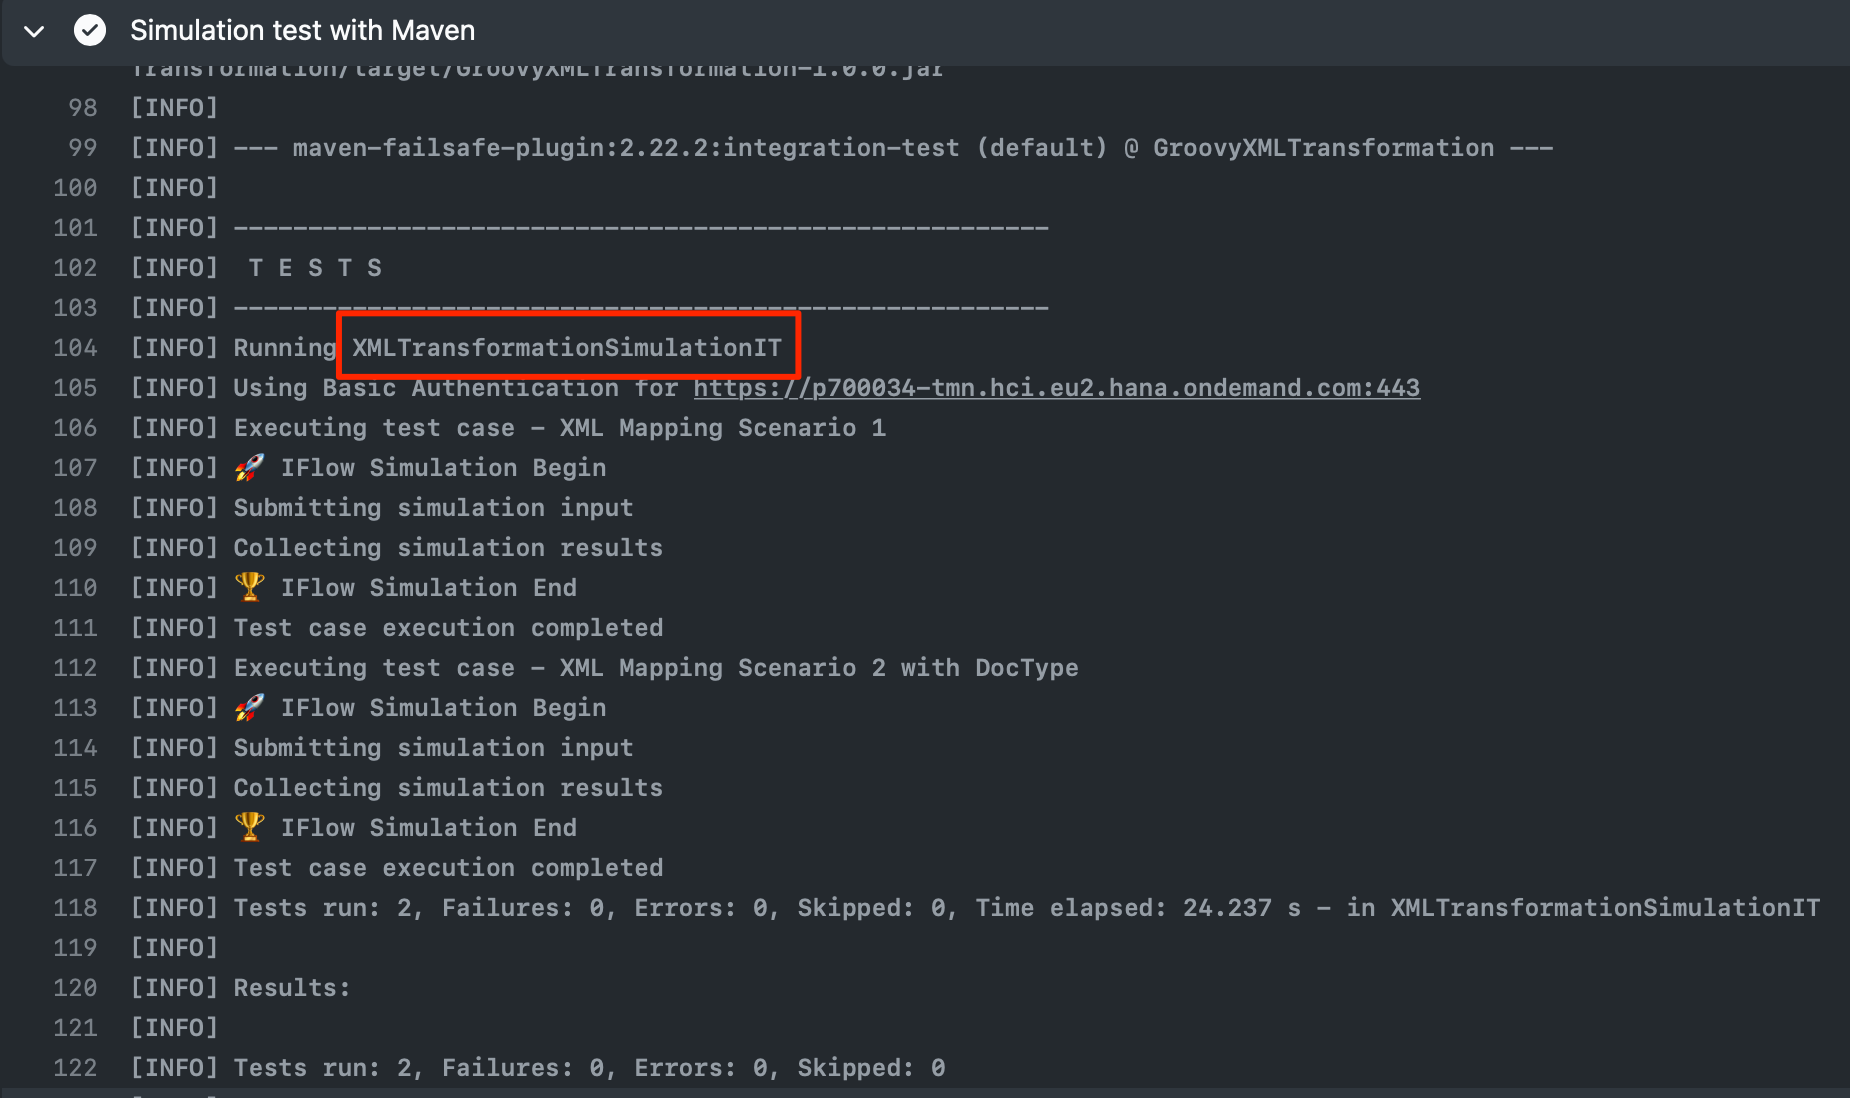 Simulation test with Maven
Transformation/target/GroovyXMLTransformation-1.0.0.jar
98 [INFO]
99 [INFO] --- maven-failsafe-plugin:2.22.2:integration-test (default) @ GroovyXMLTransformation ---
100 [INFO]
101 [INFO] -------------------------------------------------------
102 [INFO]  T E S T S
103 [INFO] -------------------------------------------------------
104 [INFO] Running XMLTransformationSimulationIT
105 [INFO] Using Basic Authentication for https://p700034-tmn.hci.eu2.hana.ondemand.com:443
106 [INFO] Executing test case - XML Mapping Scenario 1
107 [INFO] 🚀 IFlow Simulation Begin
108 [INFO] Submitting simulation input
109 [INFO] Collecting simulation results
110 [INFO] 🏆 IFlow Simulation End
111 [INFO] Test case execution completed
112 [INFO] Executing test case - XML Mapping Scenario 2 with DocType
113 [INFO] 🚀 IFlow Simulation Begin
114 [INFO] Submitting simulation input
115 [INFO] Collecting simulation results
116 [INFO] 🏆 IFlow Simulation End
117 [INFO] Test case execution completed
118 [INFO] Tests run: 2, Failures: 0, Errors: 0, Skipped: 0, Time elapsed: 24.237 s - in XMLTransformationSimulationIT
119 [INFO]
120 [INFO] Results:
121 [INFO]
122 [INFO] Tests run: 2, Failures: 0, Errors: 0, Skipped: 0